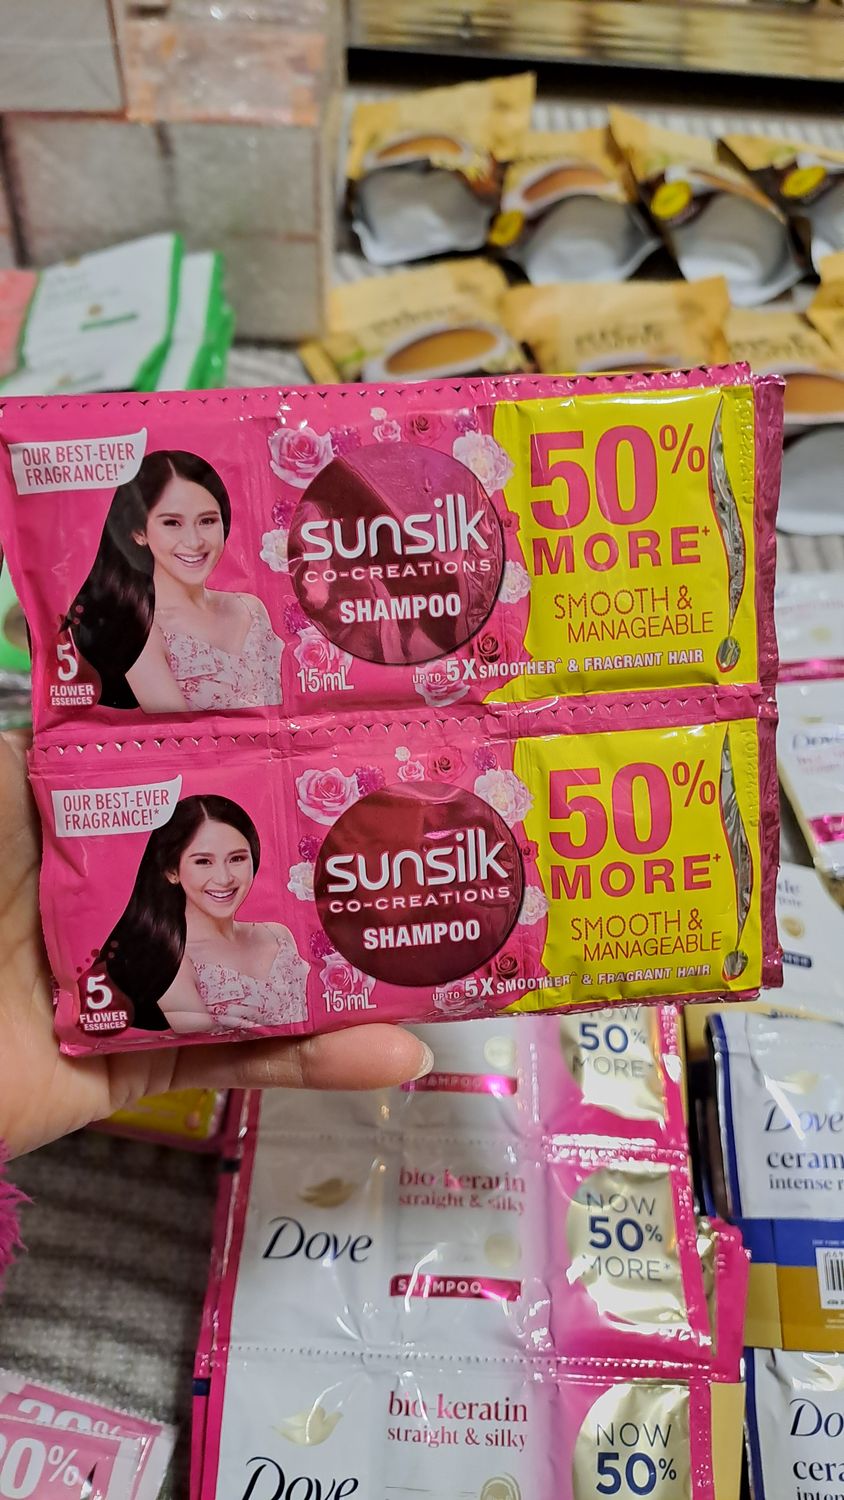 OUR BEST-EVER
FRAGRANCE!*
5
FLOWER
ESSENCES
sunsilk
CO-CREATIONS
SHAMPOO
15mL
50%
MORE+
SMOOTH &
MANAGEABLE
UP TO 5X SMOOTHER^ & FRAGRANT HAIR
OUR BEST-EVER
FRAGRANCE!*
5
FLOWER
ESSENCES
sunsilk
CO-CREATIONS
SHAMPOO
15mL
50%
MORE+
SMOOTH &
MANAGEABLE
UP TO 5X SMOOTHER^ & FRAGRANT HAIR
NOW
50%
MORE*
Dove
bio-keratin
straight & silky
SHAMPOO
NOW
50%
MORE*
Dove
bio-keratin
straight & silky
NOW
50%
Dove
ceram
intense r
Do
cera
inten
20%
0%